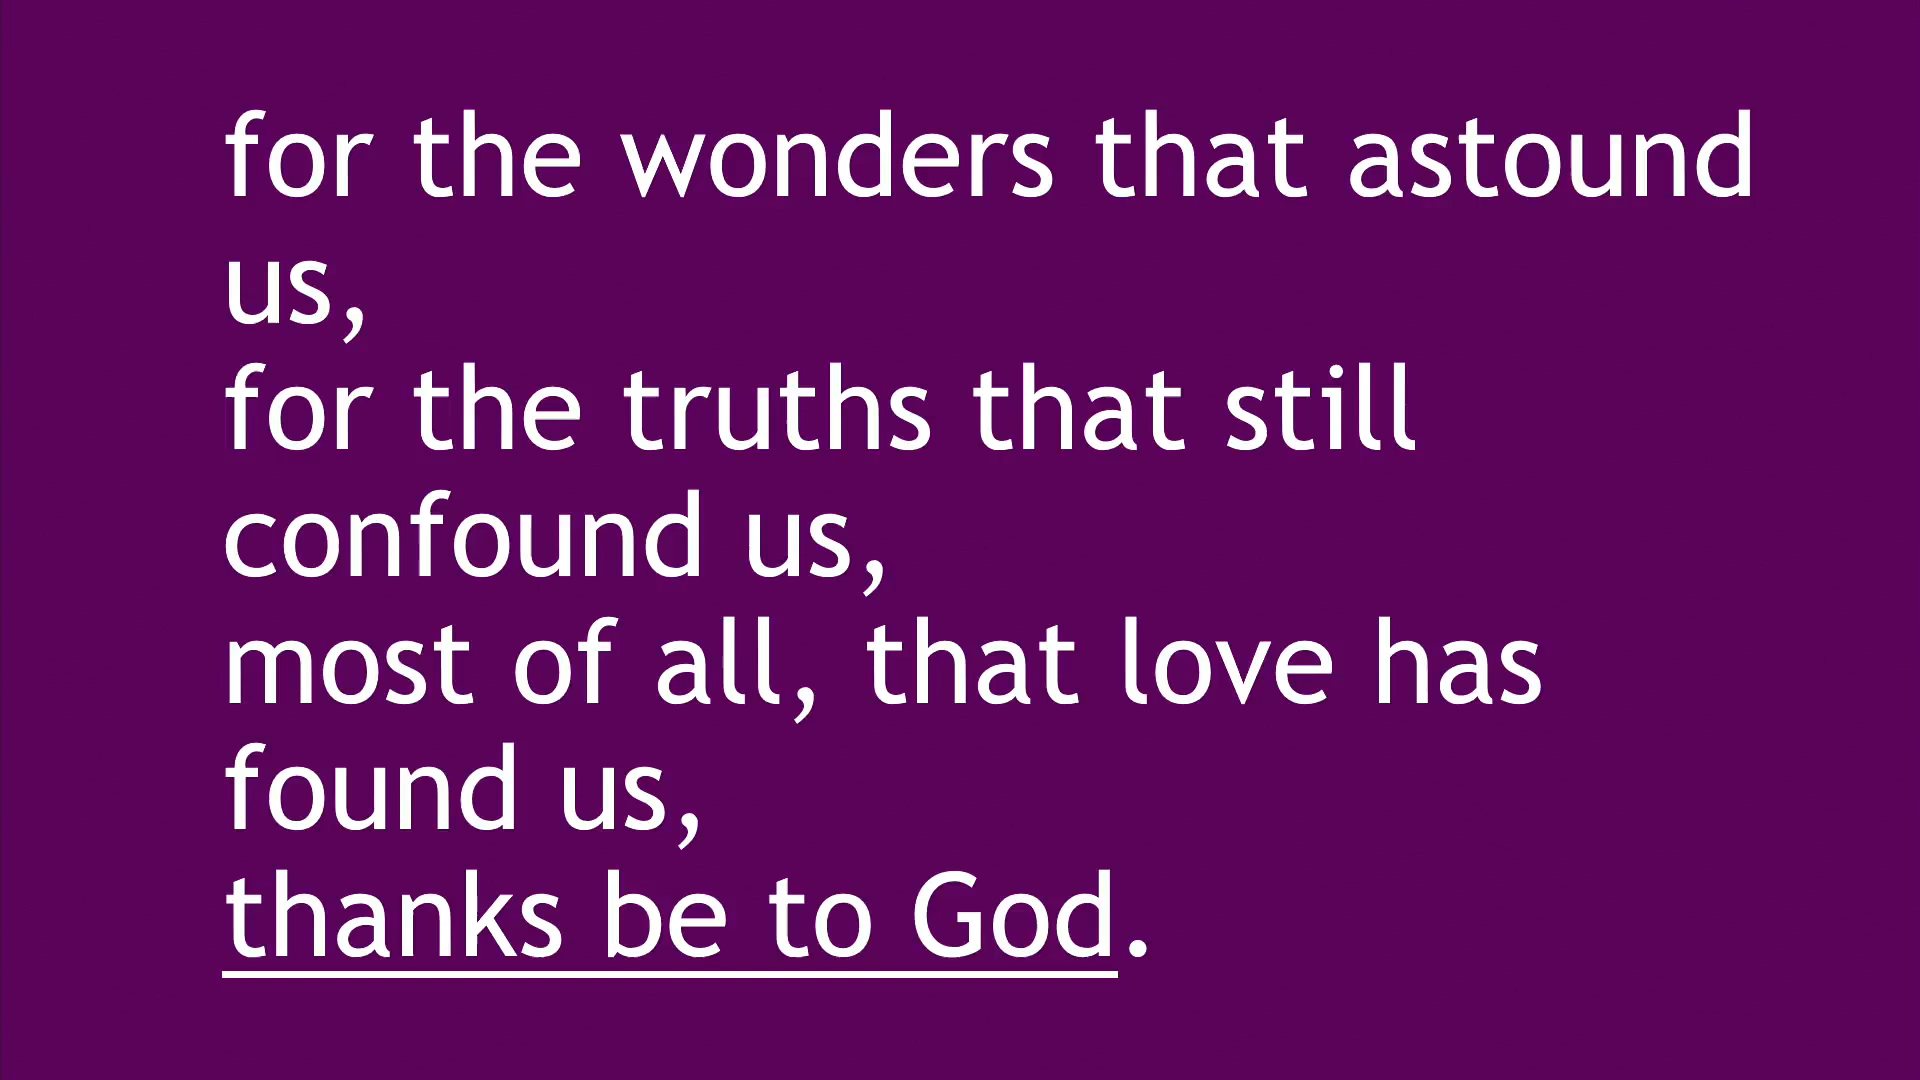 for the wonders that astound
us,
for the truths that still
confound us,
most of all, that love has
found us,
thanks be to God.